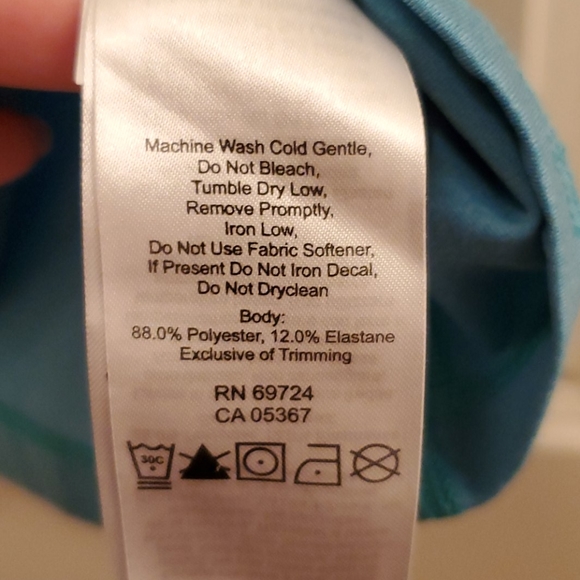 Machine Wash Cold Gentle,
Do Not Bleach,
Tumble Dry Low,
Remove Promptly,
Iron Low,
Do Not Use Fabric Softener,
If Present Do Not Iron Decal,
Do Not Dryclean
Body:
88.0% Polyester, 12.0% Elastane
Exclusive of Trimming
RN 69724
CA 05367
30C